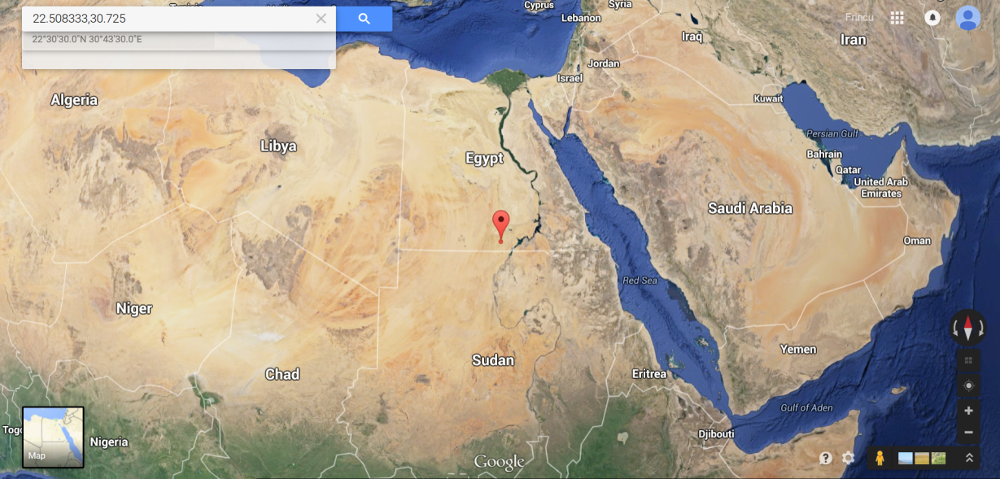 Cyprus
Syria
22.508333,30.725
Lebanon
Frincu
22°30'30.0"N 30°43'30.0"E
Iraq
Iran
Jordan
Israel
Algeria
Kuwait
Persian Gulf
Libya
Egypt
Bahrain
Qatar
United Arab
Emirates
Saudi Arabia
Oman
Red Sea
Niger
Sudan
Yemen
Chad
Eritrea
Gulf of Aden
Togo
Nigeria
Djibouti
Map
Google